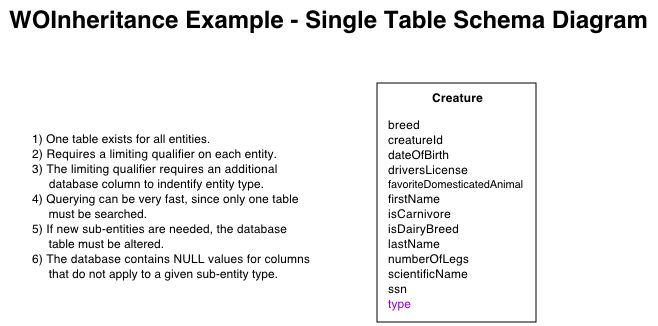 WOInheritance Example - Single Table Schema Diagram
1) One table exists for all entities.
2) Requires a limiting qualifier on each entity.
3) The limiting qualifier requires an additional
database column to indentify entity type.
4) Querying can be very fast, since only one table
must be searched.
5) If new sub-entities are needed, the database
table must be altered.
6) The database contains NULL values for columns
that do not apply to a given sub-entity type.
Creature
breed
creatureId
dateOfBirth
driversLicense
favoriteDomesticatedAnimal
firstName
isCarnivore
isDairyBreed
lastName
numberOfLegs
scientificName
ssn
type